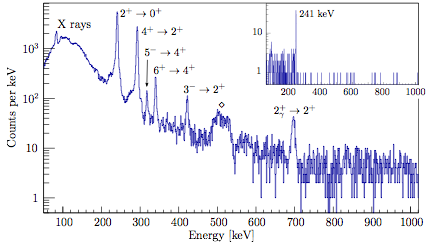 X rays
2⁺ → 0⁺
4⁺ → 2⁺
5⁻ → 4⁺
6⁺ → 4⁺
3⁻ → 2⁺
◇
2⁺γ → 2⁺
241 keV
10
1
200 400 600 800 1000
10³
10²
10
1
Counts per keV
100 200 300 400 500 600 700 800 900 1000
Energy [keV]